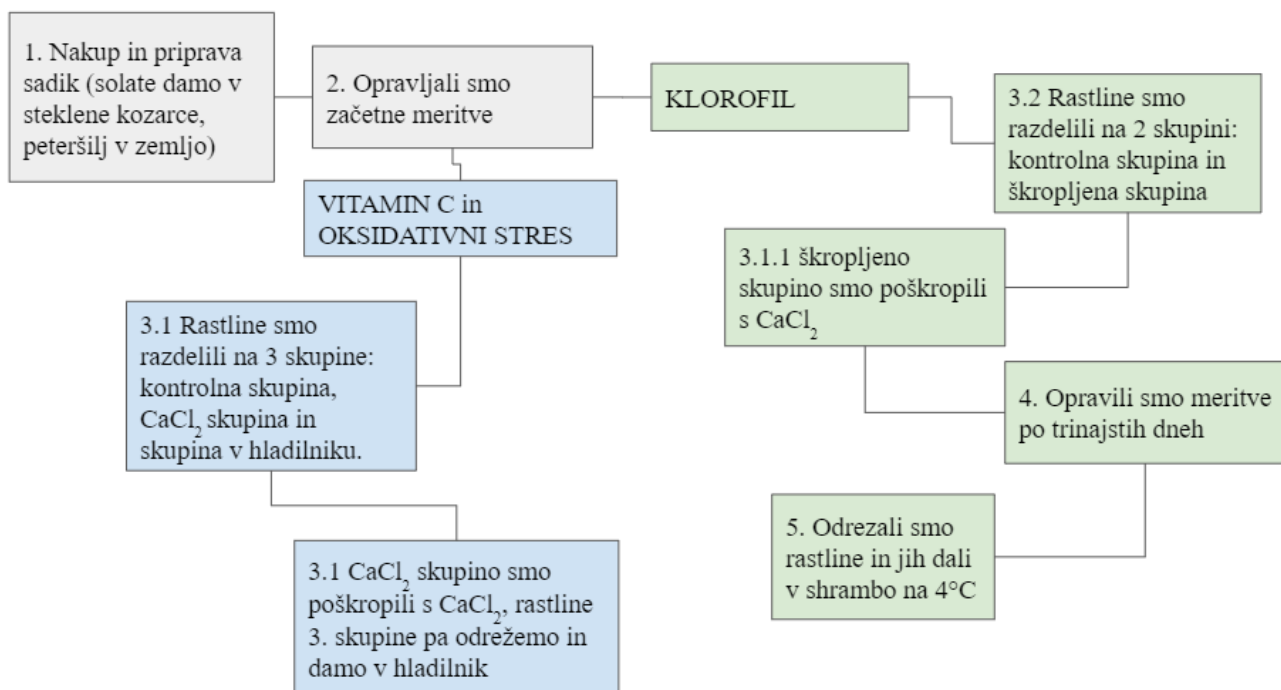 1. Nakup in priprava
sadik (solate damo v
steklene kozarce,
peteršilj v zemljo)
2. Opravljali smo
začetne meritve
KLOROFIL
3.2 Rastline smo
razdelili na 2 skupini:
kontrolna skupina in
škropljena skupina
VITAMIN C in
OKSIDATIVNI STRES
3.1.1 škropljeno
skupino smo poškropili
s CaCl₂
3.1 Rastline smo
razdelili na 3 skupine:
kontrolna skupina,
CaCl₂ skupina in
skupina v hladilniku.
4. Opravili smo meritve
po trinajstih dneh
5. Odrezali smo
rastline in jih dali
v shrambo na 4°C
3.1 CaCl₂ skupino smo
poškropili s CaCl₂, rastline
3. skupine pa odrežemo in
damo v hladilnik